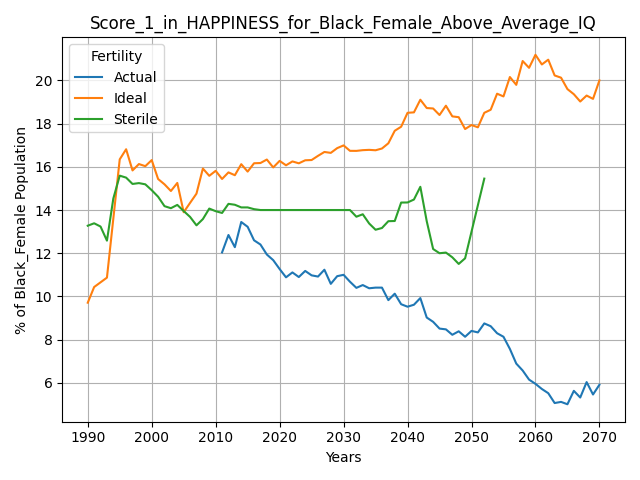 Score_1_in_HAPPINESS_for_Black_Female_Above_Average_IQ
Fertility
Actual
Ideal
Sterile
% of Black_Female Population
20
18
16
14
12
10
8
6
1990 2000 2010 2020 2030 2040 2050 2060 2070
Years